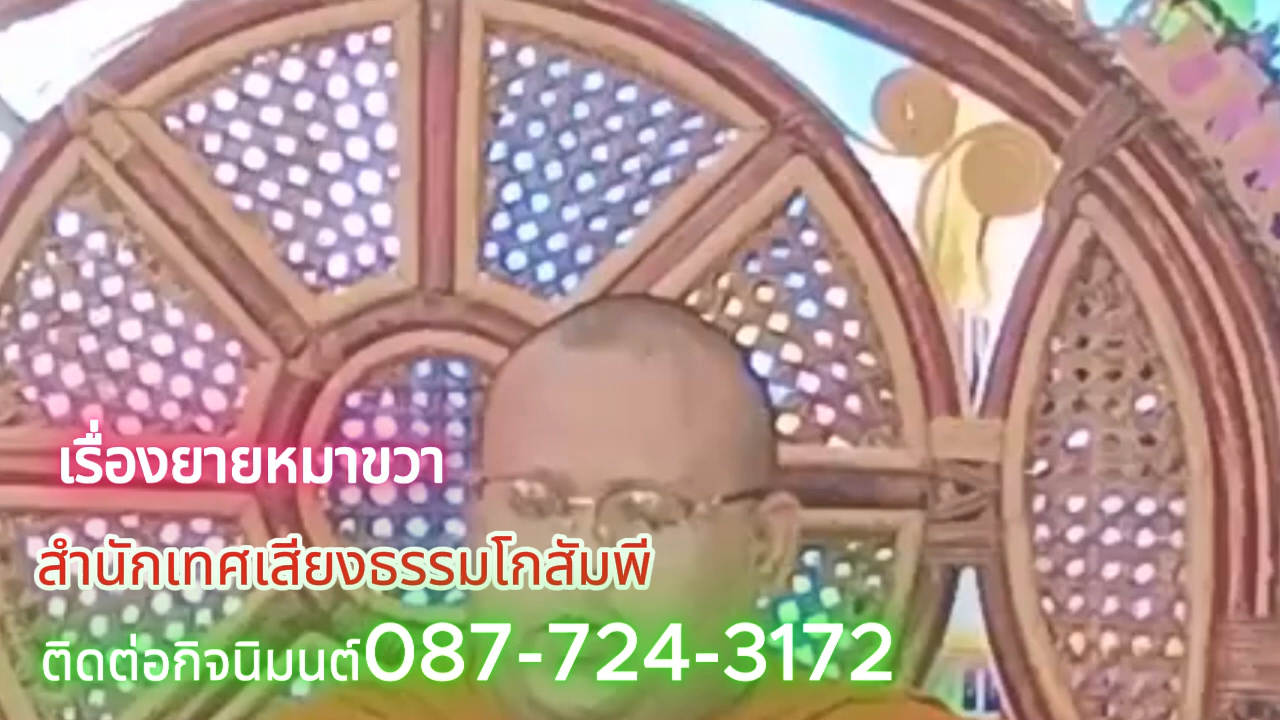 เรื่องยายหมาขวา
สำนักเทศเสียงธรรมโกสัมพี
ติดต่อกิจนิมนต์087-724-3172